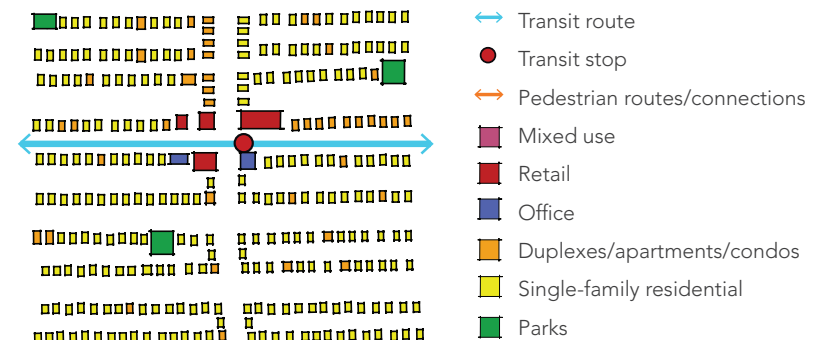 Transit route
Transit stop
Pedestrian routes/connections
Mixed use
Retail
Office
Duplexes/apartments/condos
Single-family residential
Parks